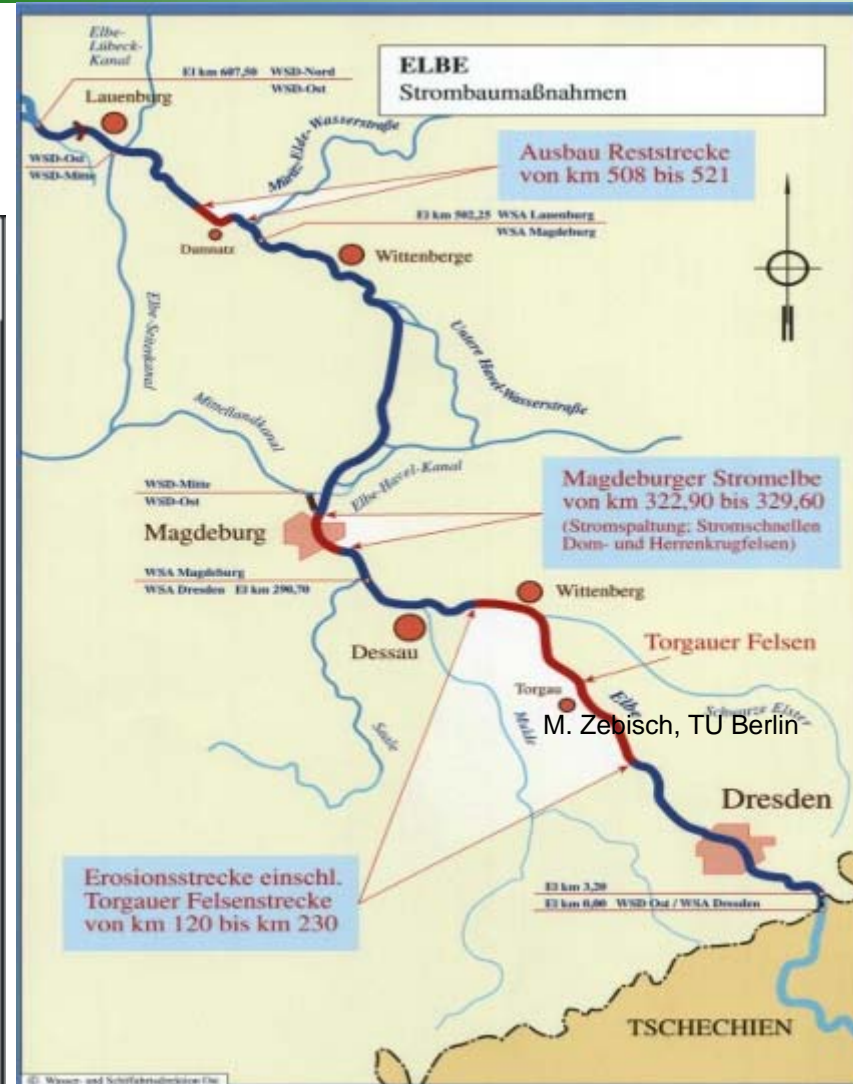 Elbe-
Lübeck-
Kanal
El km 607,50 WSD-Nord
WSD-Ost
ELBE
Strombaumaßnahmen
Lauenburg
Müritz-Elde-Wasserstraße
WSD-Ost
WSD-Mitte
Ausbau Reststrecke
von km 508 bis 521
El km 502,25 WSA Lauenburg
WSA Magdeburg
Damnatz
Wittenberge
Elbe-Seitenkanal
Untere Havel-Wasserstraße
Mittellandkanal
Elbe-Havel-Kanal
WSD-Mitte
WSD-Ost
Magdeburger Stromelbe
von km 322,90 bis 329,60
(Stromspaltung; Stromschnellen
Dom- und Herrenkrugfelsen)
Magdeburg
WSA Magdeburg
WSA Dresden El km 290,70
Wittenberg
Dessau
Torgauer Felsen
Torgau
Elbe
Schwarze Elster
Saale
Mulde
M. Zebisch, TU Berlin
Dresden
Erosionsstrecke einschl.
Torgauer Felsenstrecke
von km 120 bis km 230
El km 3,20
El km 0,00 WSD Ost / WSA Dresden
TSCHECHIEN
© Wasser- und Schiffahrtsdirektion Ost